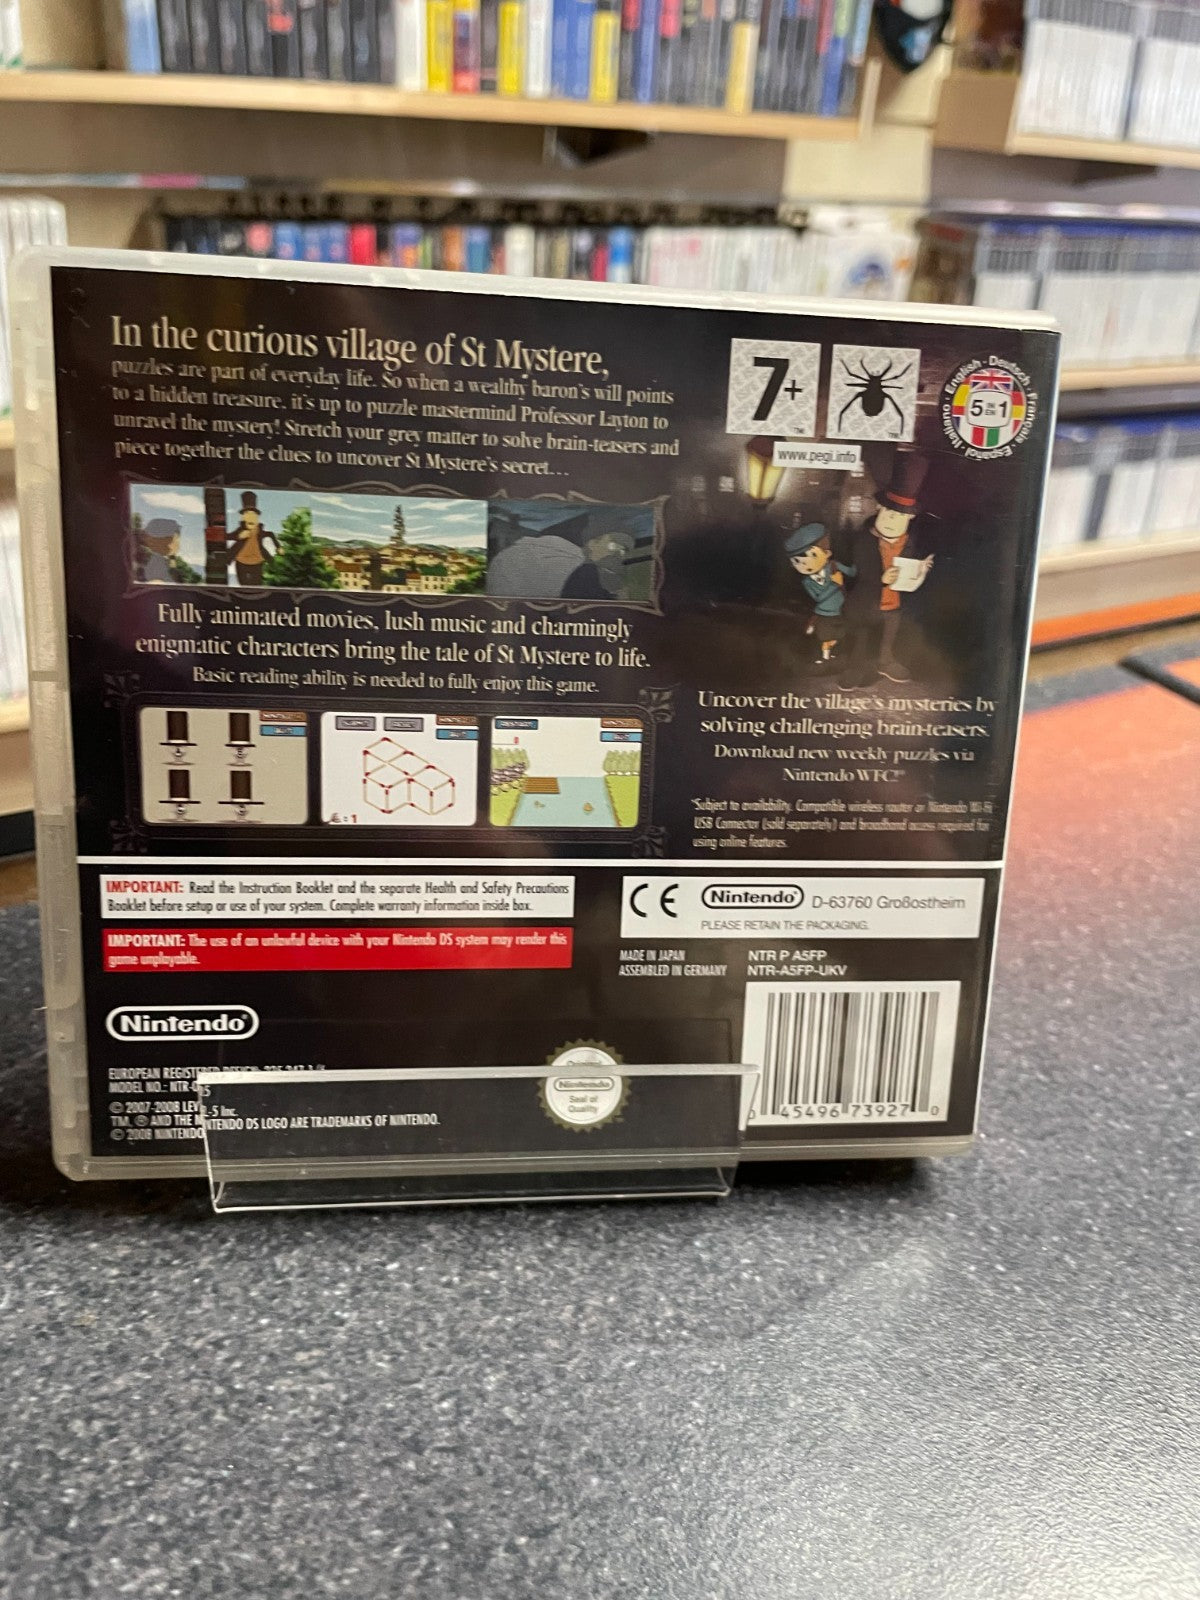 In the curious village of St Mystere,
puzzles are part of everyday life. So when a wealthy baron's will points
to a hidden treasure, it's up to puzzle mastermind Professor Layton to
unravel the mystery! Stretch your grey matter to solve brain-teasers and
piece together the clues to uncover St Mystere's secret...
7+
www.pegi.info
English · Deutsch · Français
Español · Italiano
5 IN EN 1
Fully animated movies, lush music and charmingly
enigmatic characters bring the tale of St Mystere to life.
Basic reading ability is needed to fully enjoy this game.
: 1
Uncover the village's mysteries by
solving challenging brain-teasers.
Download new weekly puzzles via
Nintendo WFC!*
*Subject to availability. Compatible wireless router or Nintendo Wi-Fi
USB Connector (sold separately) and broadband access required for
using online features.
IMPORTANT: Read the Instruction Booklet and the separate Health and Safety Precautions
Booklet before setup or use of your system. Complete warranty information inside box.
IMPORTANT: The use of an unlawful device with your Nintendo DS system may render this
game unplayable.
CE Nintendo® D-63760 Großostheim
PLEASE RETAIN THE PACKAGING.
MADE IN JAPAN
ASSEMBLED IN GERMANY
NTR P A5FP
NTR-A5FP-UKV
Nintendo®
EUROPEAN REGISTERED DESIGN:
MODEL NO.: NTR-005
© 2007-2008 LEVEL-5 Inc.
TM, ® AND THE NINTENDO DS LOGO ARE TRADEMARKS OF NINTENDO.
© 2008 NINTENDO
Original
Nintendo
Seal of
Quality
0 45496 73927 0